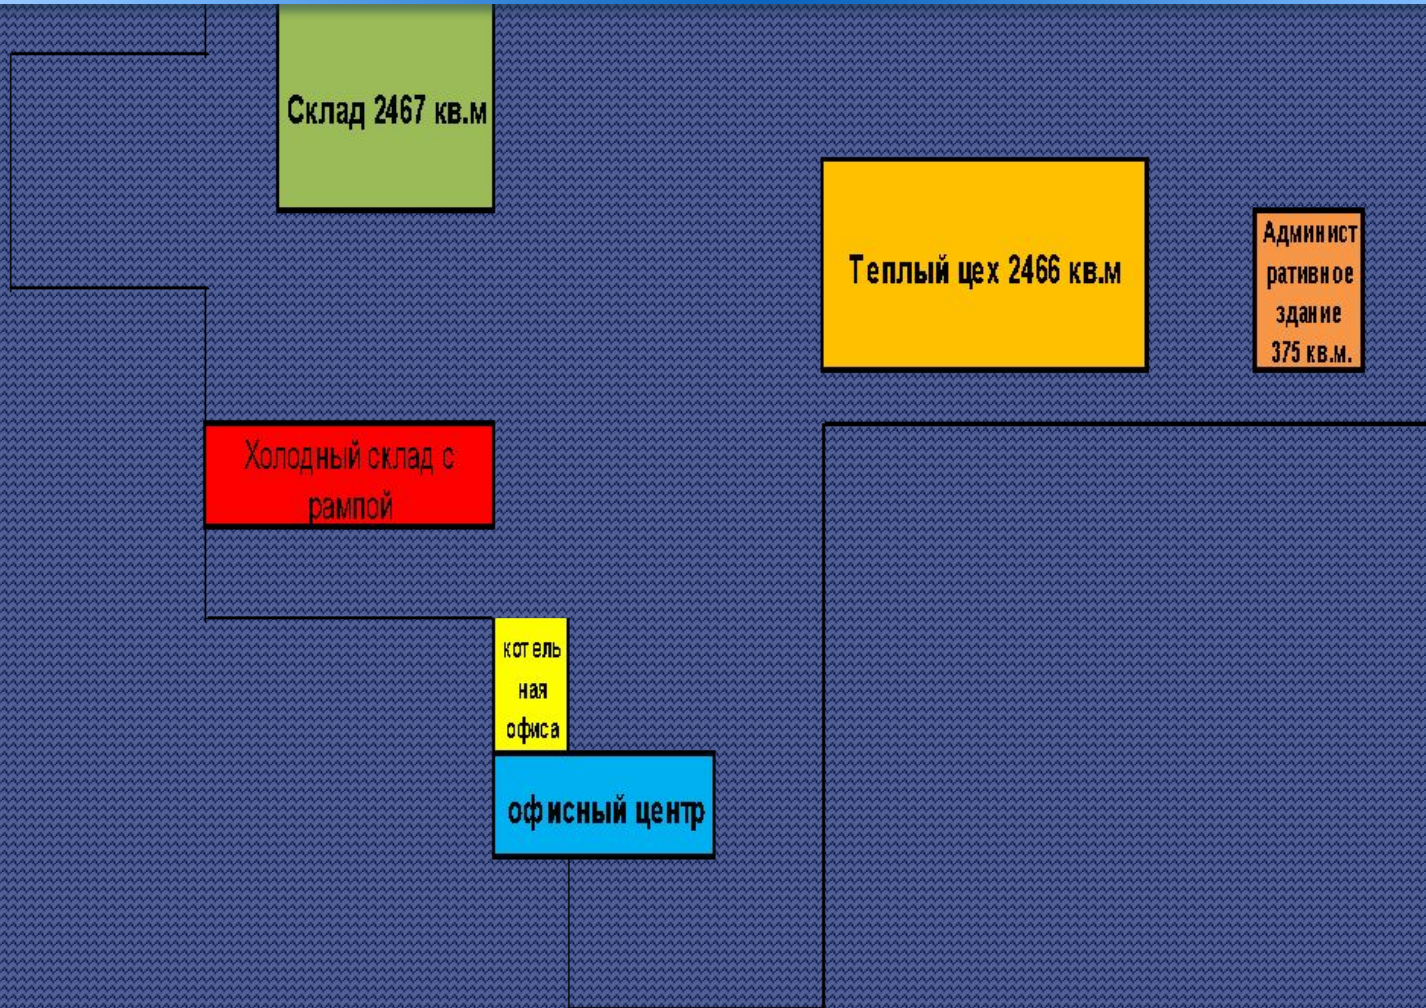 Склад 2467 кв.м
Теплый цех 2466 кв.м
Админист
ративное
здание
375 кв.м.
Холодный склад с
рампой
котель
ная
офиса
офисный центр